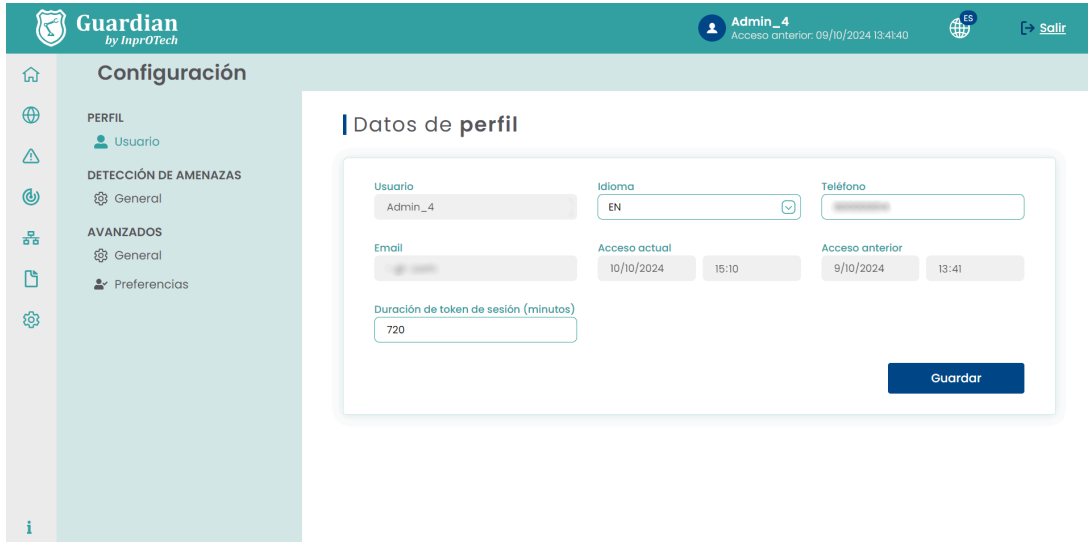 Guardian
by InprOTech
Admin_4
Acceso anterior: 09/10/2024 13:41:40
ES
Salir
Configuración
PERFIL
Usuario
DETECCIÓN DE AMENAZAS
General
AVANZADOS
General
Preferencias
Datos de perfil
Usuario Idioma Teléfono
Admin_4 EN
Email Acceso actual Acceso anterior
10/10/2024 15:10 9/10/2024 13:41
Duración de token de sesión (minutos)
720
Guardar
i